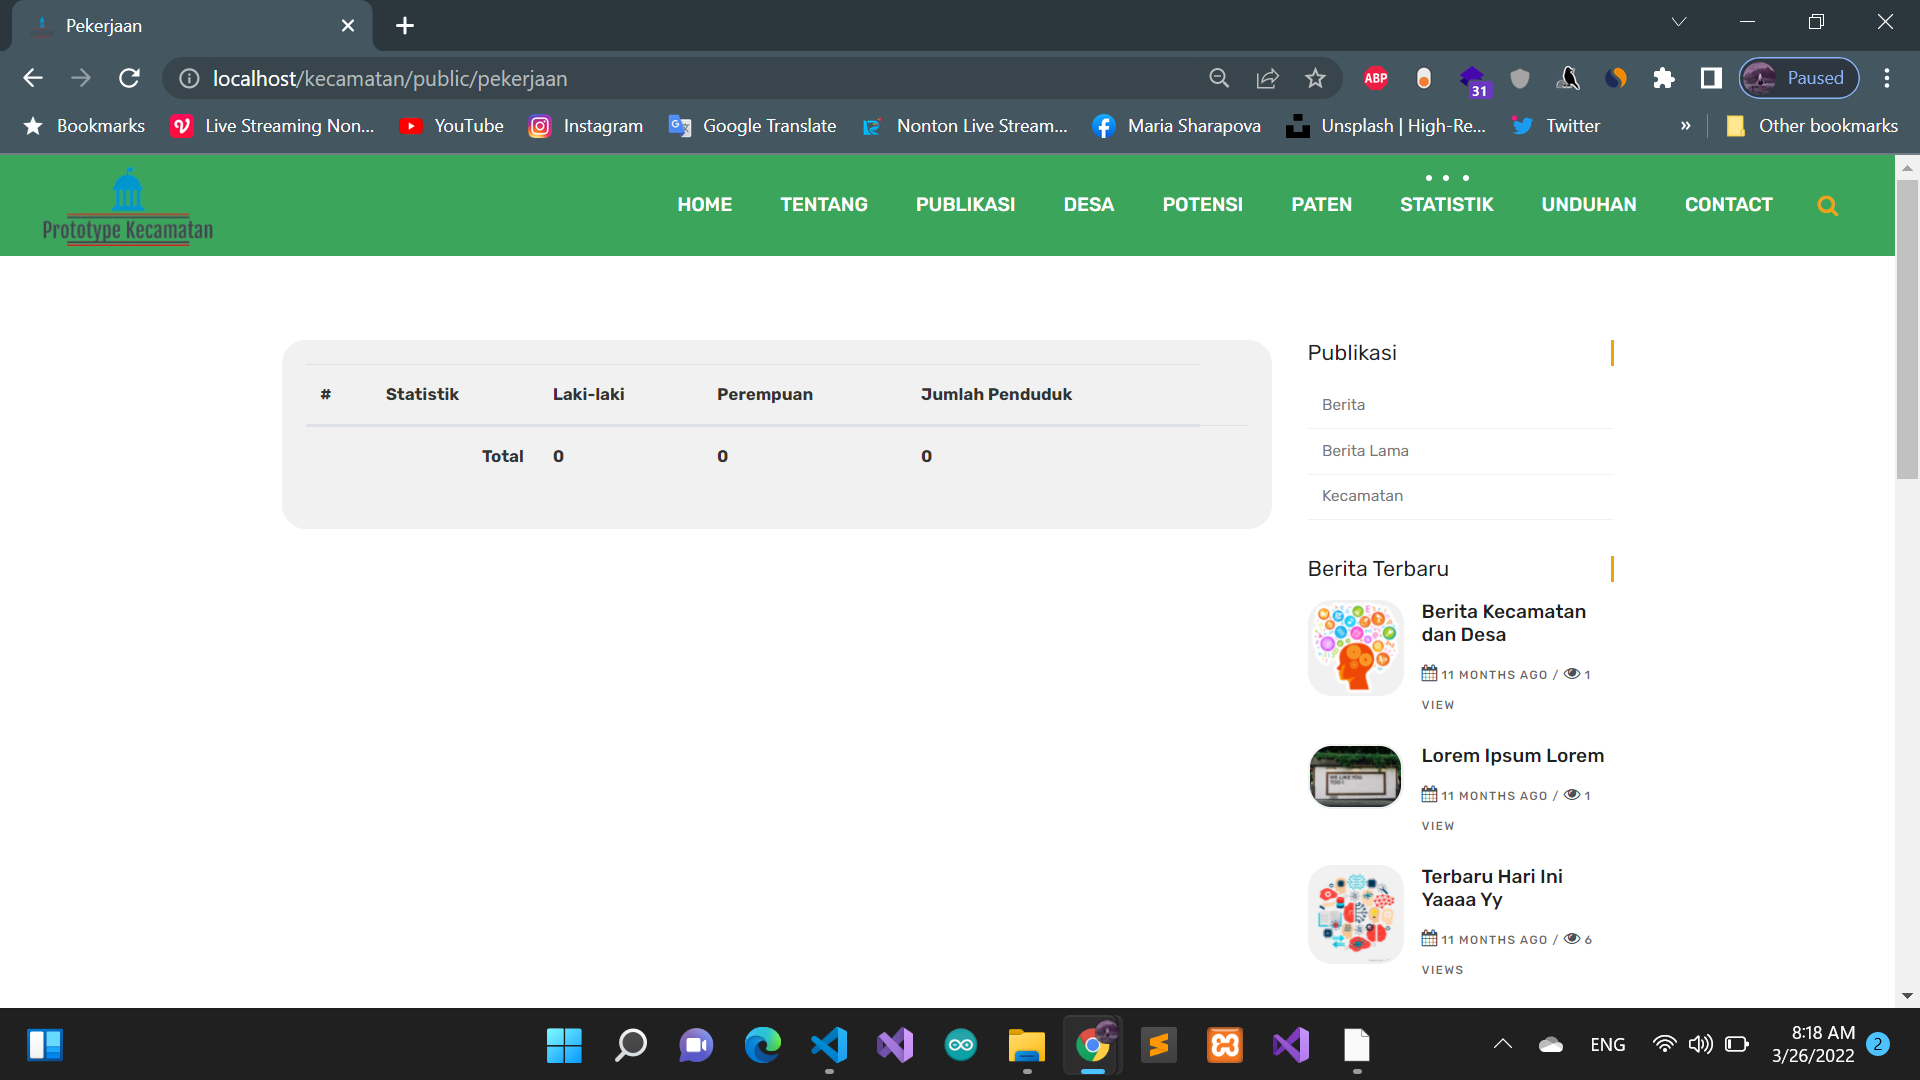 Pekerjaan
localhost/kecamatan/public/pekerjaan
ABP
31
Paused
Bookmarks
Live Streaming Non...
YouTube
Instagram
Google Translate
Nonton Live Stream...
Maria Sharapova
Unsplash | High-Re...
Twitter
»
Other bookmarks
Prototype Kecamatan
HOME
TENTANG
PUBLIKASI
DESA
POTENSI
PATEN
STATISTIK
UNDUHAN
CONTACT
# Statistik Laki-laki Perempuan Jumlah Penduduk
Total 0 0 0
Publikasi
Berita
Berita Lama
Kecamatan
Berita Terbaru
Berita Kecamatan
dan Desa
11 MONTHS AGO / 1
VIEW
WE LIKE YOU
TOO !
Lorem Ipsum Lorem
11 MONTHS AGO / 1
VIEW
Terbaru Hari Ini
Yaaaa Yy
11 MONTHS AGO / 6
VIEWS
ENG
8:18 AM
3/26/2022
2